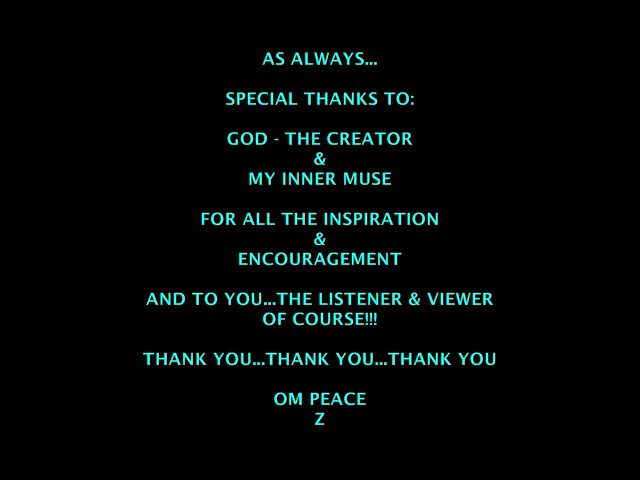 AS ALWAYS...
SPECIAL THANKS TO:
GOD - THE CREATOR
&
MY INNER MUSE
FOR ALL THE INSPIRATION
&
ENCOURAGEMENT
AND TO YOU...THE LISTENER & VIEWER
OF COURSE!!!
THANK YOU...THANK YOU...THANK YOU
OM PEACE
Z